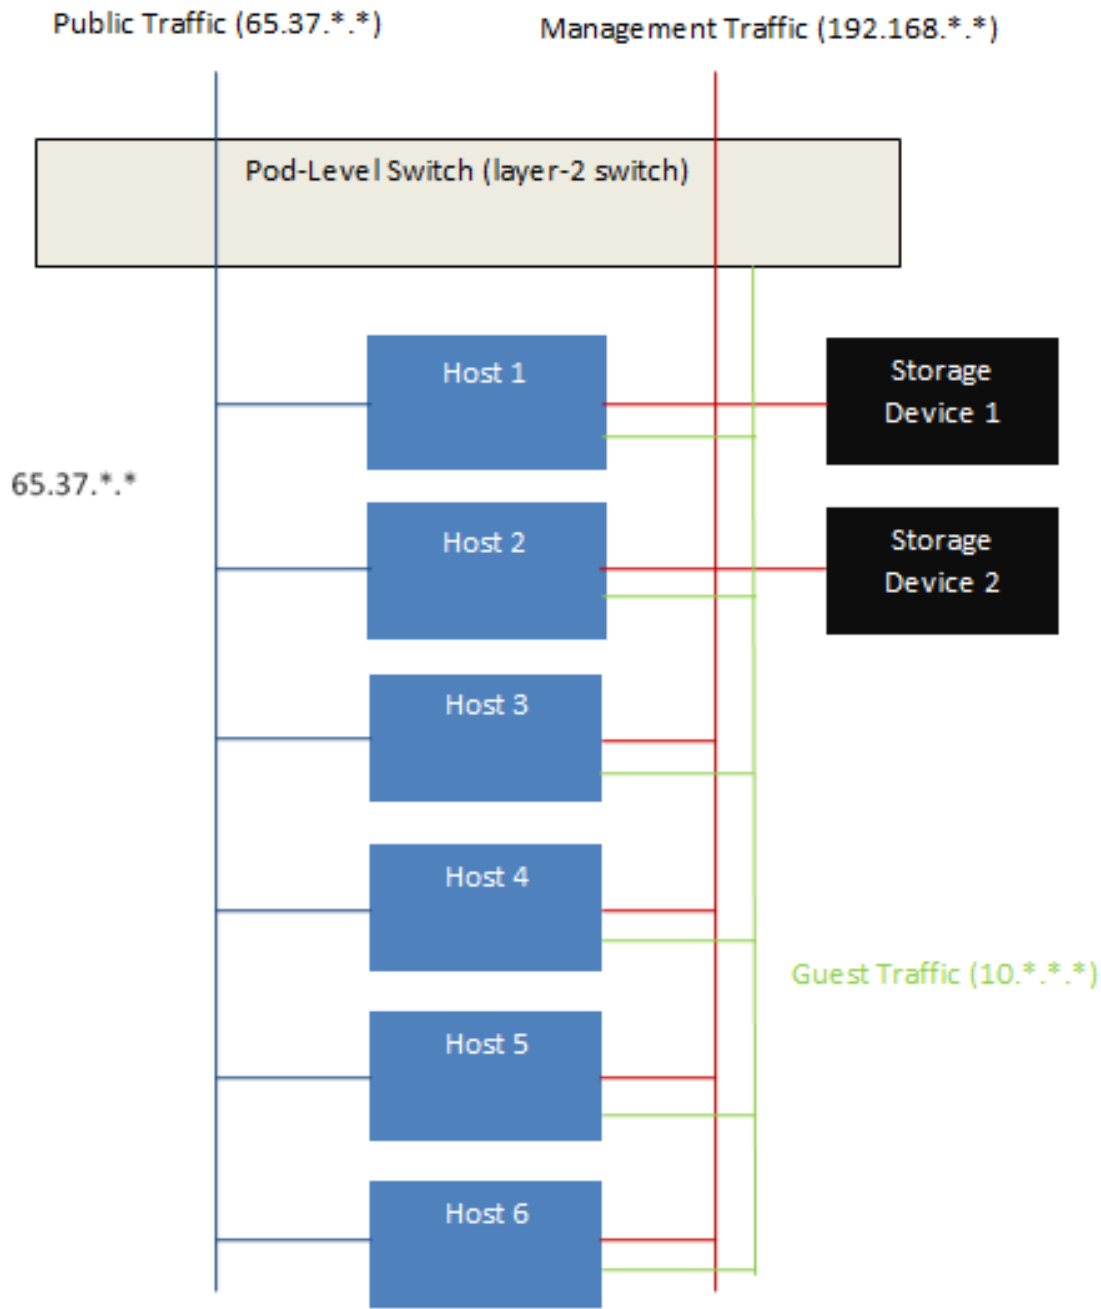 Public Traffic (65.37.*.*)
Management Traffic (192.168.*.*)
Pod-Level Switch (layer-2 switch)
Host 1
Storage
Device 1
65.37.*.*
Host 2
Storage
Device 2
Host 3
Host 4
Guest Traffic (10.*.*.*)
Host 5
Host 6